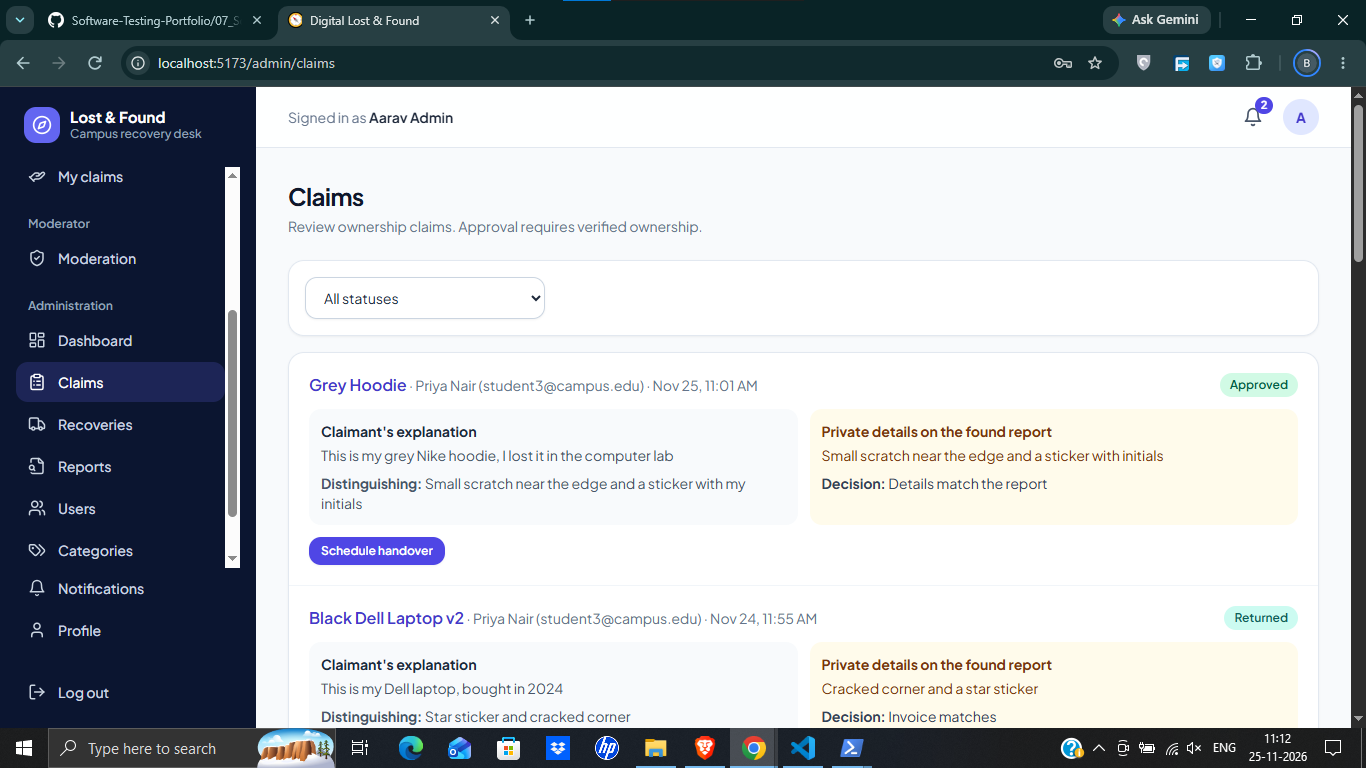 Software-Testing-Portfolio/07_S
Digital Lost & Found
Ask Gemini
localhost:5173/admin/claims
B
Lost & Found
Campus recovery desk
My claims
Moderator
Moderation
Administration
Dashboard
Claims
Recoveries
Reports
Users
Categories
Notifications
Profile
Log out
Signed in as Aarav Admin
2
A
Claims
Review ownership claims. Approval requires verified ownership.
All statuses
Grey Hoodie · Priya Nair (student3@campus.edu) · Nov 25, 11:01 AM
Approved
Claimant's explanation
This is my grey Nike hoodie, I lost it in the computer lab
Distinguishing: Small scratch near the edge and a sticker with my
initials
Private details on the found report
Small scratch near the edge and a sticker with initials
Decision: Details match the report
Schedule handover
Black Dell Laptop v2 · Priya Nair (student3@campus.edu) · Nov 24, 11:55 AM
Returned
Claimant's explanation
This is my Dell laptop, bought in 2024
Distinguishing: Star sticker and cracked corner
Private details on the found report
Cracked corner and a star sticker
Decision: Invoice matches
Type here to search
hp
ENG
11:12
25-11-2026